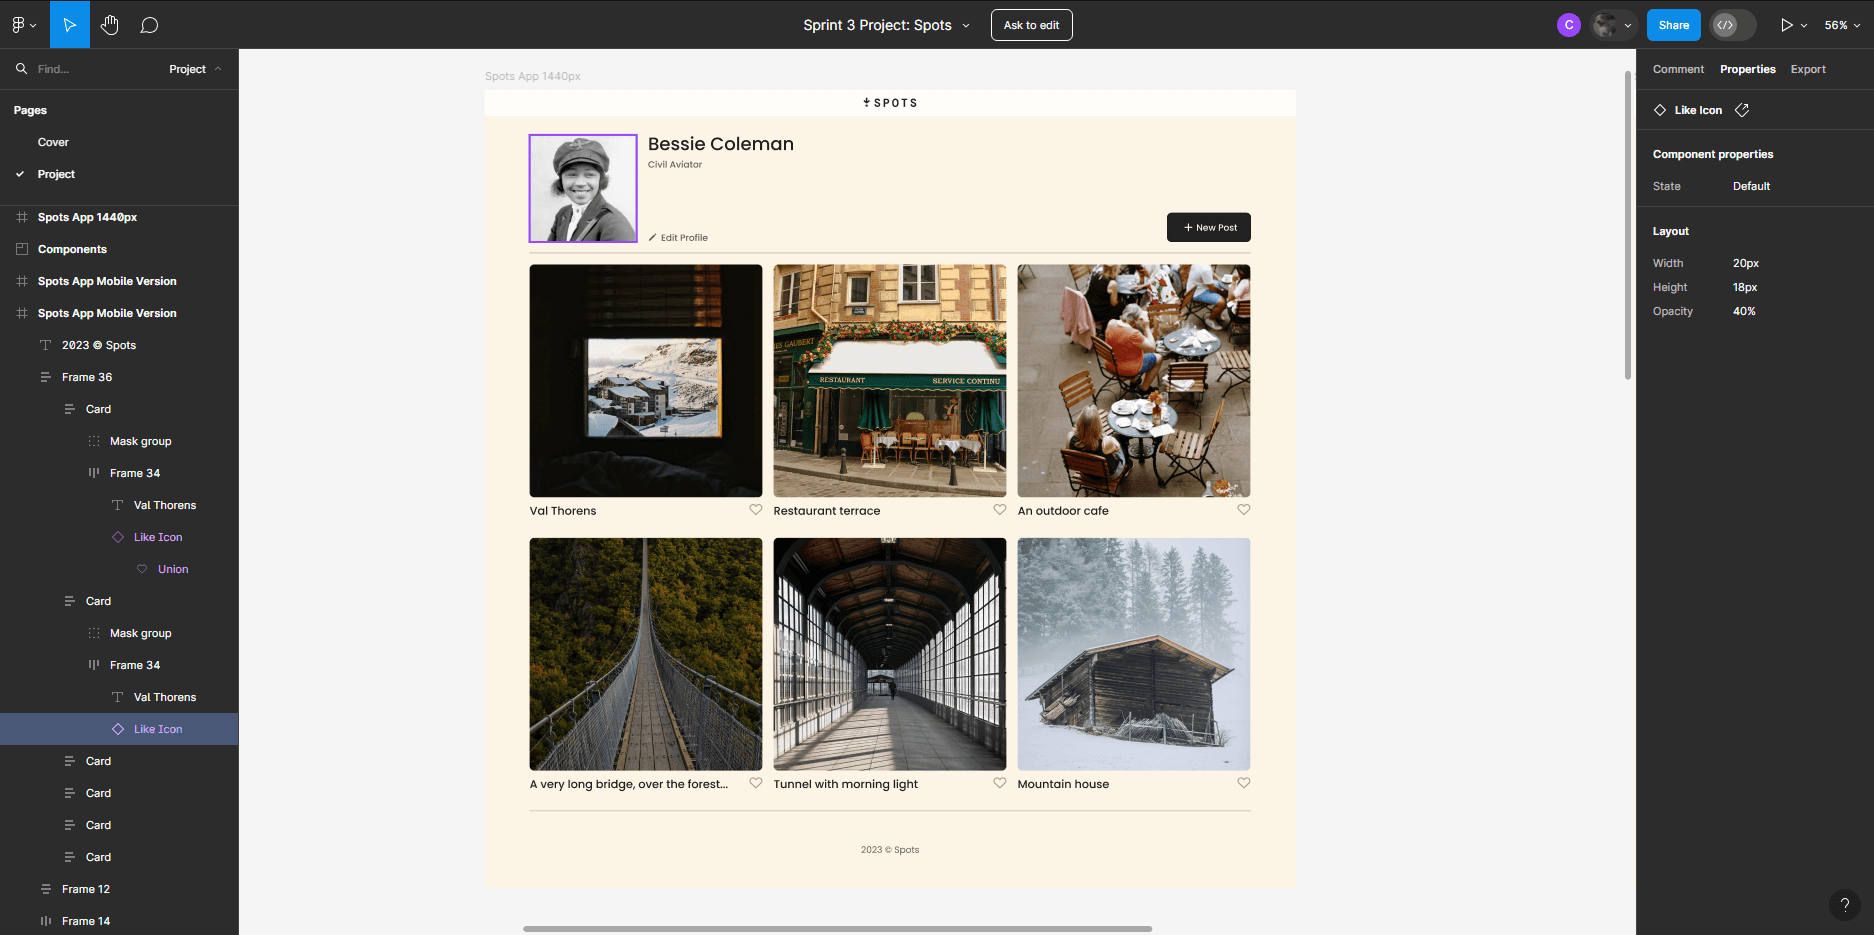 Sprint 3 Project: Spots
Ask to edit
C
Share
</>
56%
Find...
Project
Pages
Cover
Project
Spots App 1440px
Components
Spots App Mobile Version
Spots App Mobile Version
2023 © Spots
Frame 36
Card
Mask group
Frame 34
Val Thorens
Like Icon
Union
Card
Mask group
Frame 34
Val Thorens
Like Icon
Card
Card
Card
Card
Frame 12
Frame 14
Spots App 1440px
SPOTS
Bessie Coleman
Civil Aviator
Edit Profile
+ New Post
GAUBERT
RESTAURANT
SERVICE CONTINU
Val Thorens
Restaurant terrace
An outdoor cafe
A very long bridge, over the forest...
Tunnel with morning light
Mountain house
2023 © Spots
Comment
Properties
Export
Like Icon
Component properties
State Default
Layout
Width 20px
Height 18px
Opacity 40%
?